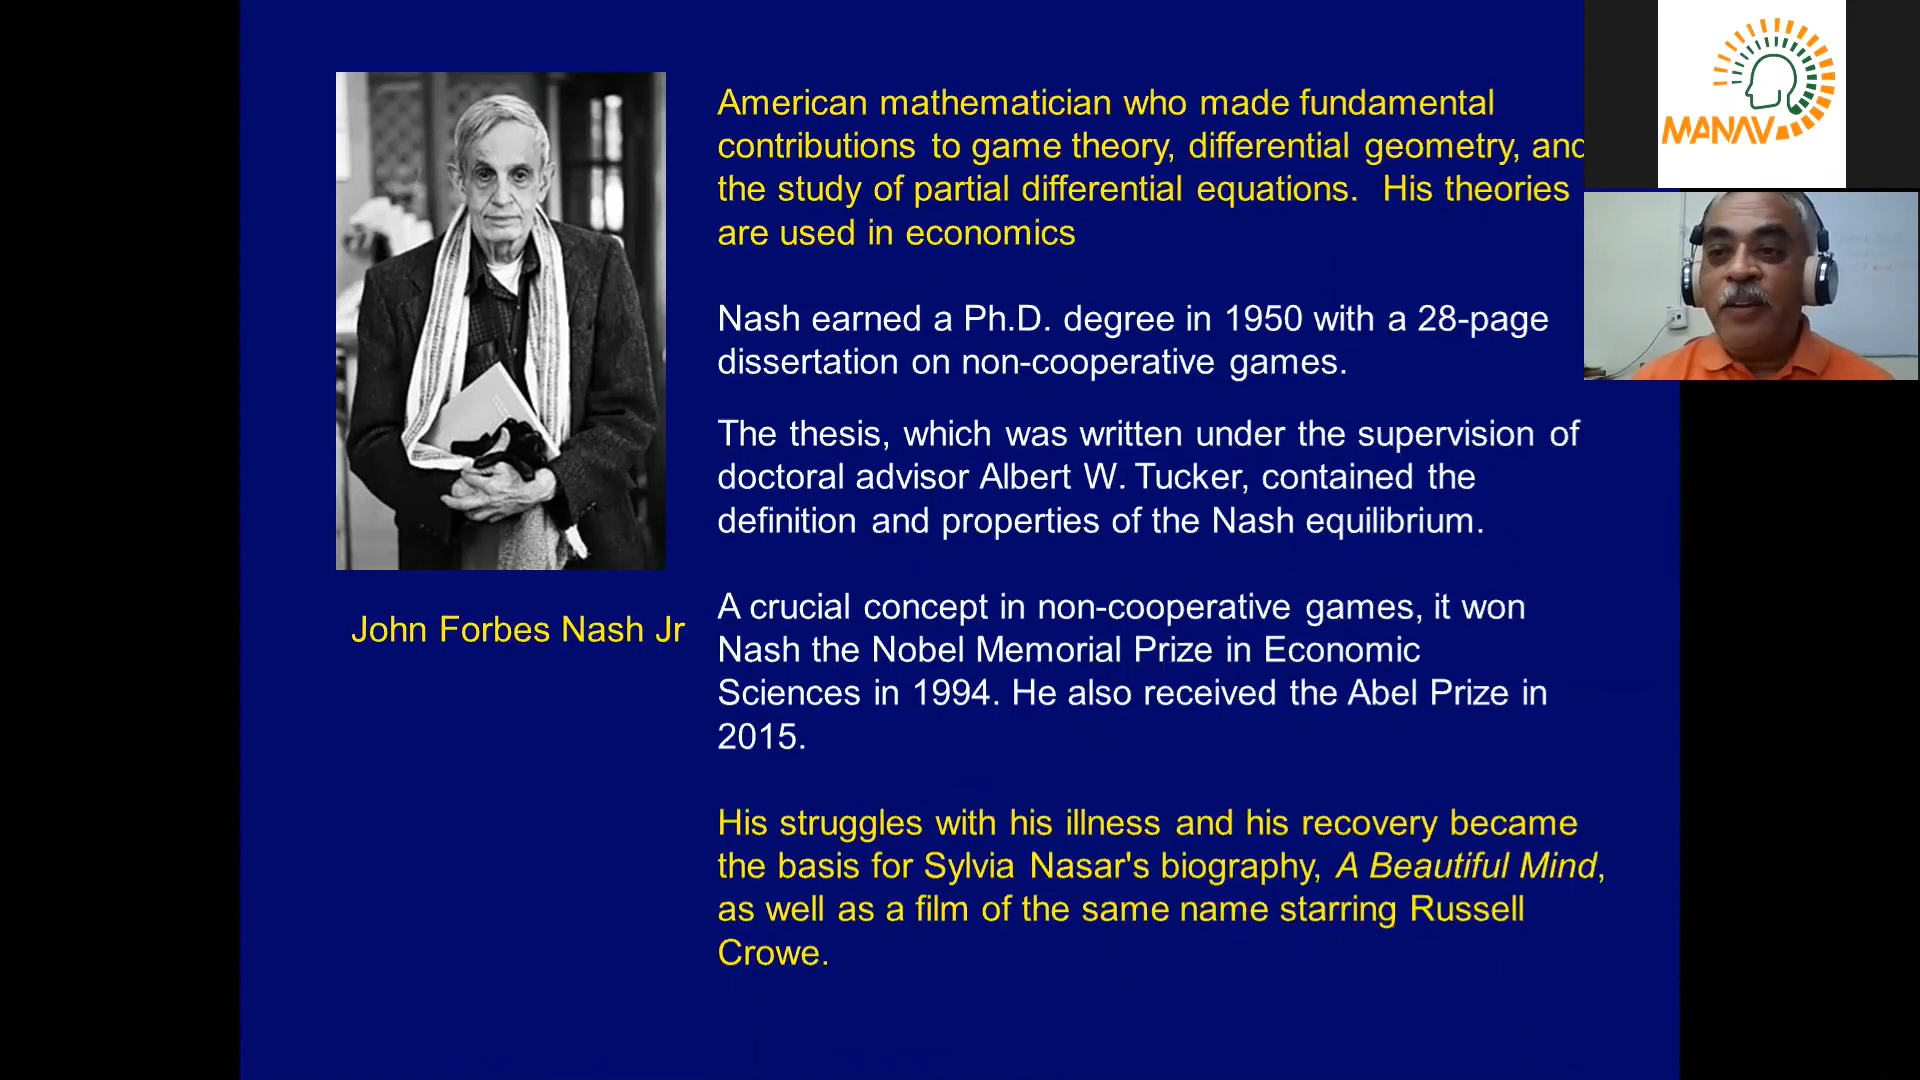 American mathematician who made fundamental
contributions to game theory, differential geometry, and
the study of partial differential equations.  His theories
are used in economics
Nash earned a Ph.D. degree in 1950 with a 28-page
dissertation on non-cooperative games.
The thesis, which was written under the supervision of
doctoral advisor Albert W. Tucker, contained the
definition and properties of the Nash equilibrium.
A crucial concept in non-cooperative games, it won
Nash the Nobel Memorial Prize in Economic
Sciences in 1994. He also received the Abel Prize in
2015.
His struggles with his illness and his recovery became
the basis for Sylvia Nasar's biography, A Beautiful Mind,
as well as a film of the same name starring Russell
Crowe.
John Forbes Nash Jr
MANAV